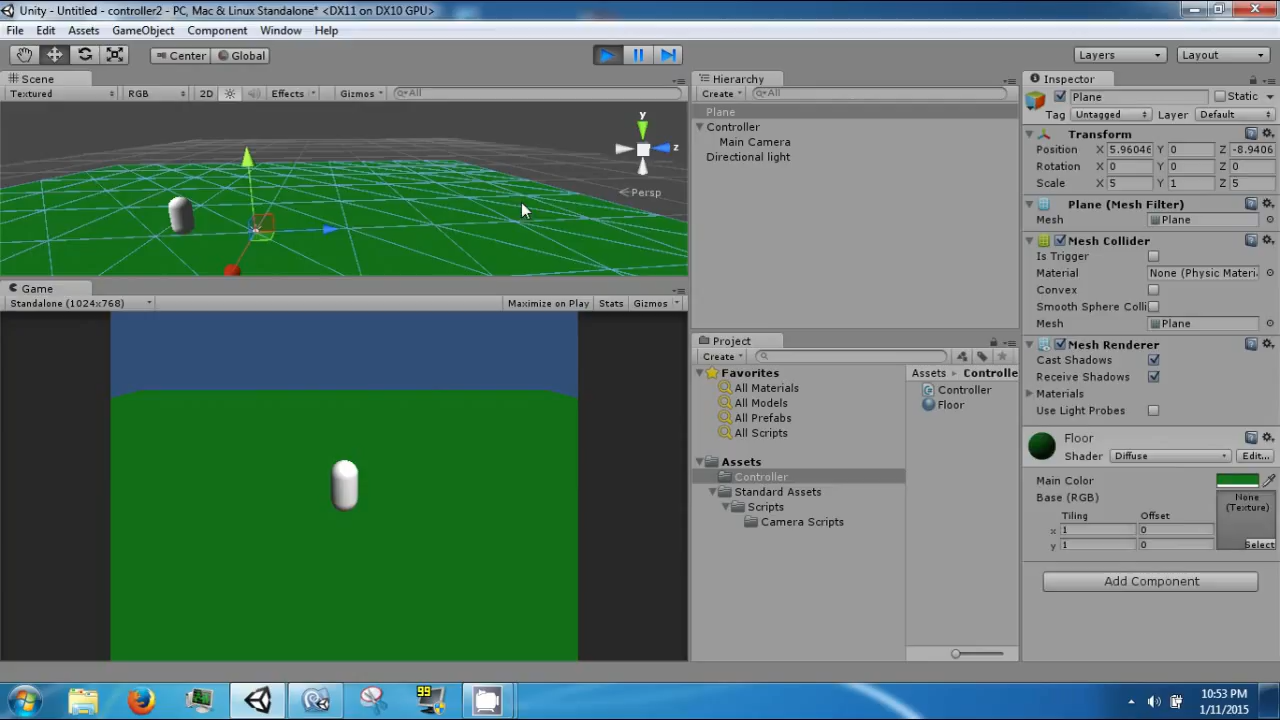 Unity - Untitled - controller2 - PC, Mac & Linux Standalone* <DX11 on DX10 GPU>
File Edit Assets GameObject Component Window Help
Center Global Layers Layout
Scene
Textured RGB 2D Effects Gizmos All
y
z
Persp
Game
Standalone (1024x768) Maximize on Play Stats Gizmos
Hierarchy
Create All
Plane
Controller
Main Camera
Directional light
Project
Create
Favorites
All Materials
All Models
All Prefabs
All Scripts
Assets
Controller
Standard Assets
Scripts
Camera Scripts
Assets Controlle
Controller
Floor
Inspector
Plane Static
Tag Untagged Layer Default
Transform
Position X 5.96046 Y 0 Z -8.9406
Rotation X 0 Y 0 Z 0
Scale X 5 Y 1 Z 5
Plane (Mesh Filter)
Mesh Plane
Mesh Collider
Is Trigger
Material None (Physic Materi
Convex
Smooth Sphere Colli
Mesh Plane
Mesh Renderer
Cast Shadows
Receive Shadows
Materials
Use Light Probes
Floor
Shader Diffuse Edit...
Main Color
Base (RGB) None (Texture)
Tiling Offset
x 1 0
y 1 0 Select
Add Component
99
10:53 PM
1/11/2015